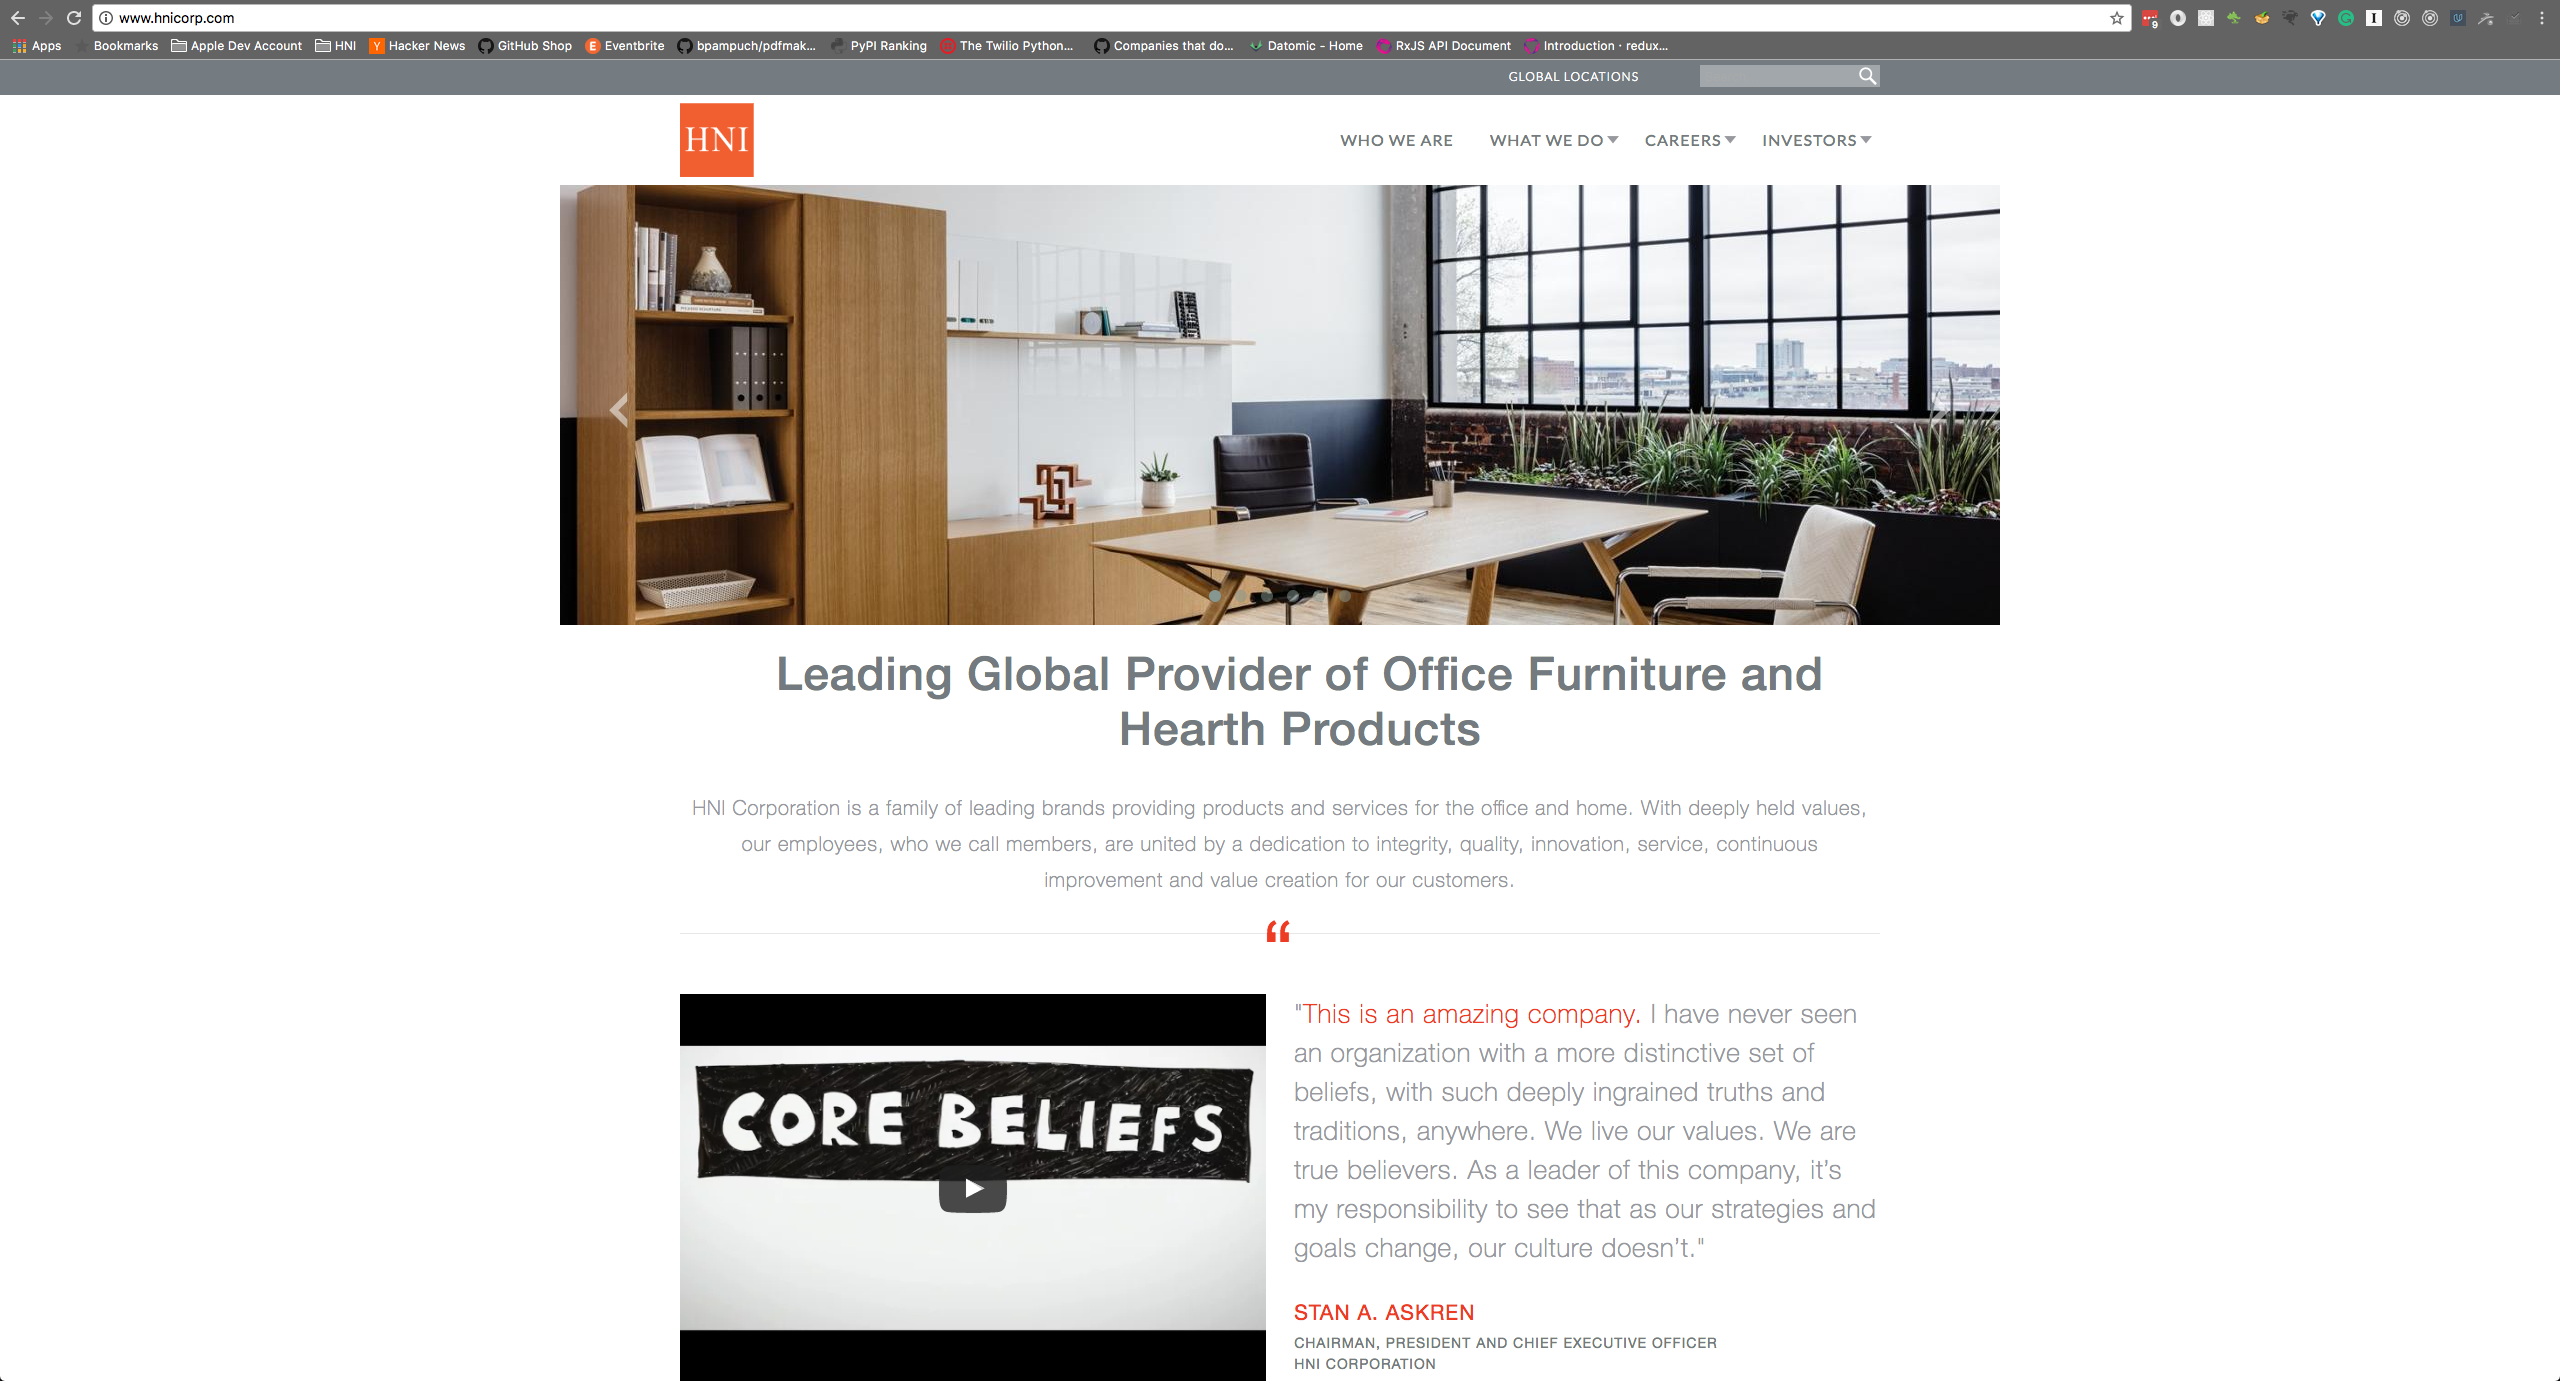 www.hnicorp.com
Apps Bookmarks Apple Dev Account HNI Hacker News GitHub Shop Eventbrite bpampuch/pdfmak... PyPI Ranking The Twilio Python... Companies that do... Datomic - Home RxJS API Document Introduction · redux...
GLOBAL LOCATIONS
HNI
WHO WE ARE WHAT WE DO CAREERS INVESTORS
Leading Global Provider of Office Furniture and
Hearth Products
HNI Corporation is a family of leading brands providing products and services for the office and home. With deeply held values,
our employees, who we call members, are united by a dedication to integrity, quality, innovation, service, continuous
improvement and value creation for our customers.
“
CORE BELIEFS
"This is an amazing company. I have never seen
an organization with a more distinctive set of
beliefs, with such deeply ingrained truths and
traditions, anywhere. We live our values. We are
true believers. As a leader of this company, it’s
my responsibility to see that as our strategies and
goals change, our culture doesn’t."
STAN A. ASKREN
CHAIRMAN, PRESIDENT AND CHIEF EXECUTIVE OFFICER
HNI CORPORATION